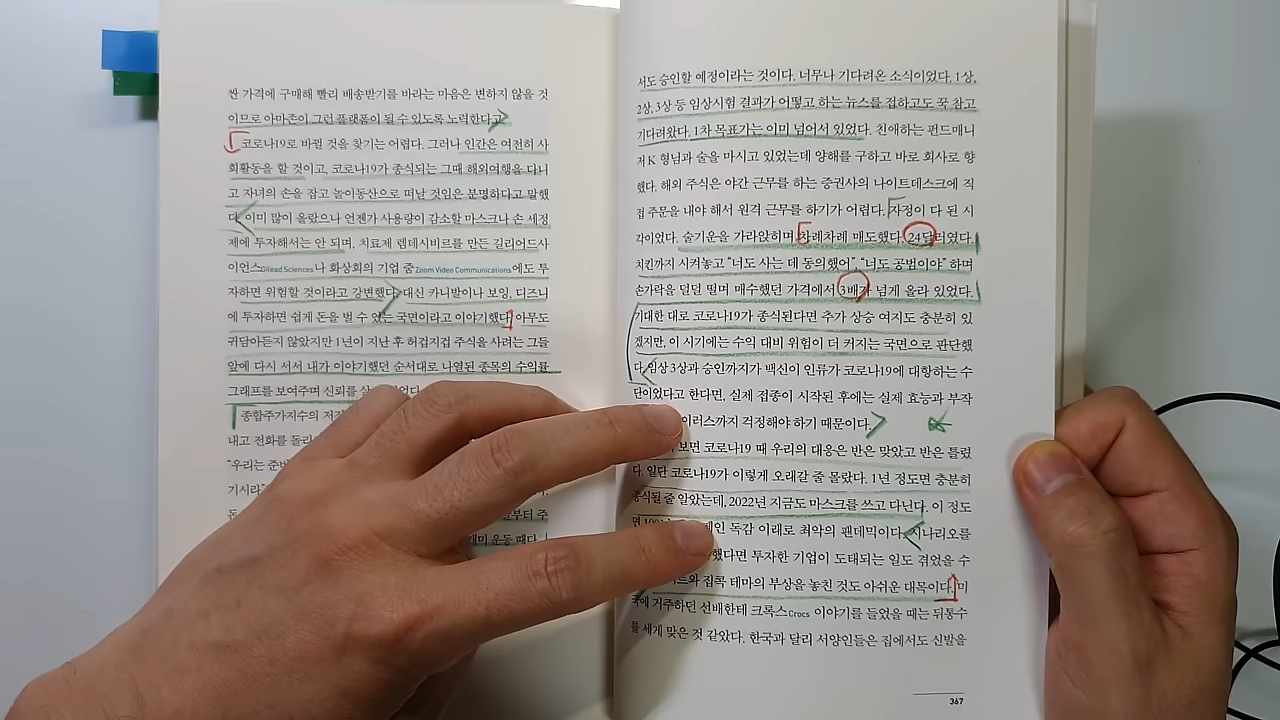 싼 가격에 구매해 빨리 배송받기를 바라는 마음은 변하지 않을 것
이므로 아마존이 그런 플랫폼이 될 수 있도록 노력한다고.
코로나19로 바뀔 것을 찾기는 어렵다. 그러나 인간은 여전히 사
회활동을 할 것이고, 코로나19가 종식되는 그때 해외여행을 다니
고 자녀의 손을 잡고 놀이동산으로 떠난 것임은 분명하다고 말했
다. 이미 많이 올랐으나 언젠가 사용량이 감소할 마스크나 손 세정
제에 투자해서는 안 되며, 치료제 렘데시비르를 만든 길리어드사
이언스Gilead Sciences나 화상회의 기업 줌Zoom Video Communications에도 투
자하면 위험할 것이라고 강변했다. 대신 카니발이나 보잉, 디즈니
에 투자하면 쉽게 돈을 벌 수 있는 국면이라고 이야기했다. 아무도
귀담아듣지 않았지만 1년이 지난 후 허겁지겁 주식을 사려는 그들
앞에 다시 서서 내가 이야기했던 순서대로 나열된 종목의 수익률
그래프를 보여주며 신뢰를
종합주가지수의
내고 전화를
“우리는
기시라”
부터 주
개미 운동 때다.
서도 승인할 예정이라는 것이다. 너무나 기다려온 소식이었다. 1상,
2상, 3상 등 임상시험 결과가 어떻고 하는 뉴스를 접하고도 꾹 참고
기다려왔다. 1차 목표가는 이미 넘어서 있었다. 친애하는 펀드매니
저 K 형님과 술을 마시고 있었는데 양해를 구하고 바로 회사로 향
했다. 해외 주식은 야간 근무를 하는 증권사의 나이트데스크에 직
접 주문을 내야 해서 원격 근무를 하기가 어렵다. 자정이 다 된 시
각이었다. 술기운을 가라앉히며 차례차례 매도했다. 24달러였다.
치킨까지 시켜놓고 “너도 사는 데 동의했어” “너도 공범이야” 하며
손가락을 덜덜 떨며 매수했던 가격에서 3배가 넘게 올라 있었다.
기대한 대로 코로나19가 종식된다면 추가 상승 여지도 충분히 있
겠지만, 이 시기에는 수익 대비 위험이 더 커지는 국면으로 판단했
다. 임상 3상과 승인까지가 백신이 인류가 코로나19에 대항하는 수
단이었다고 한다면, 실제 접종이 시작된 후에는 실제 효능과 부작
이러스까지 걱정해야 하기 때문이다.
보면 코로나19 때 우리의 대응은 반은 맞았고 반은 틀렸
다. 일단 코로나19가 이렇게 오래갈 줄 몰랐다. 1년 정도면 충분히
종식될 줄 알았는데, 2022년 지금도 마스크를 쓰고 다닌다. 이 정도
면 페인 독감 이래로 최악의 팬데믹이다. 시나리오를
했다면 투자한 기업이 도태되는 일도 겪었을 수
와 집콕 테마의 부상을 놓친 것도 아쉬운 대목이다. 미
국에 거주하던 선배한테 크록스Crocs 이야기를 들었을 때는 뒤통수
를 세게 맞은 것 같았다. 한국과 달리 서양인들은 집에서도 신발을
367